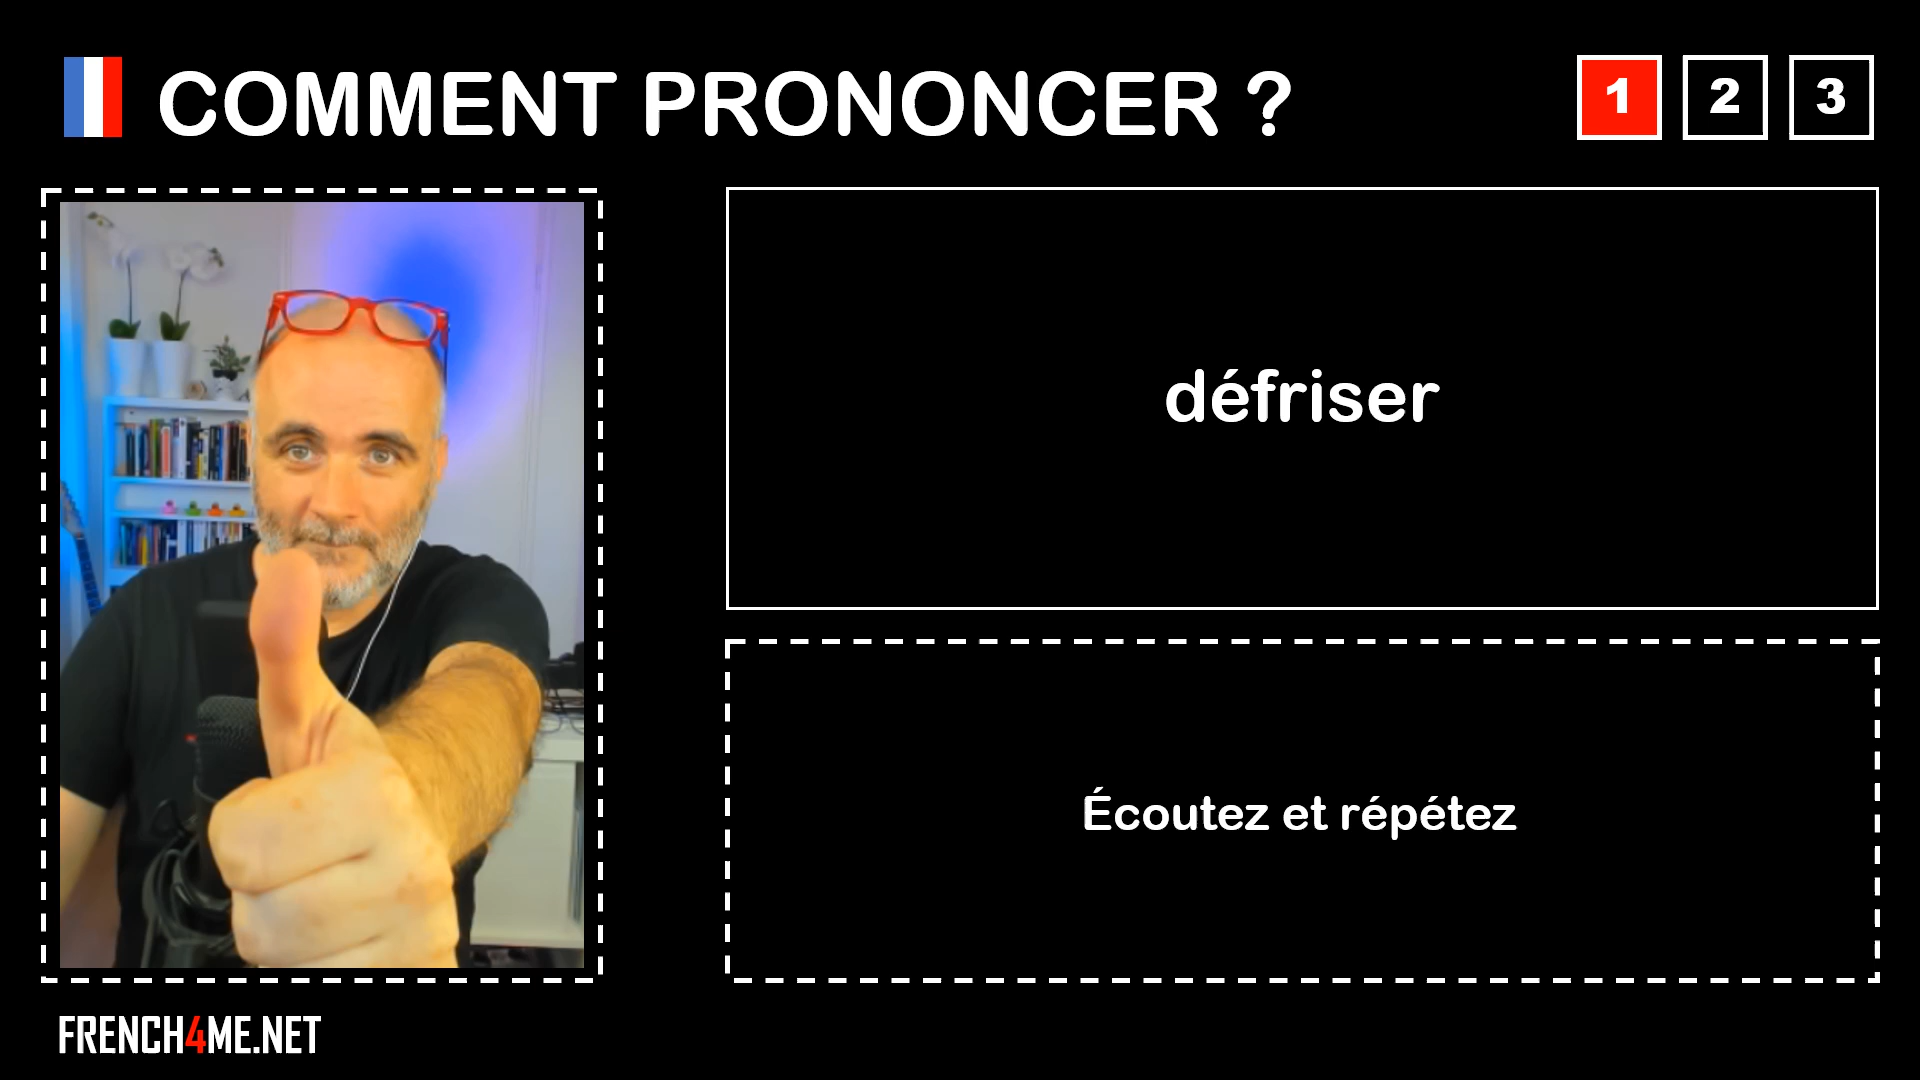 COMMENT PRONONCER ?
1 2 3
défriser
Écoutez et répétez
FRENCH4ME.NET